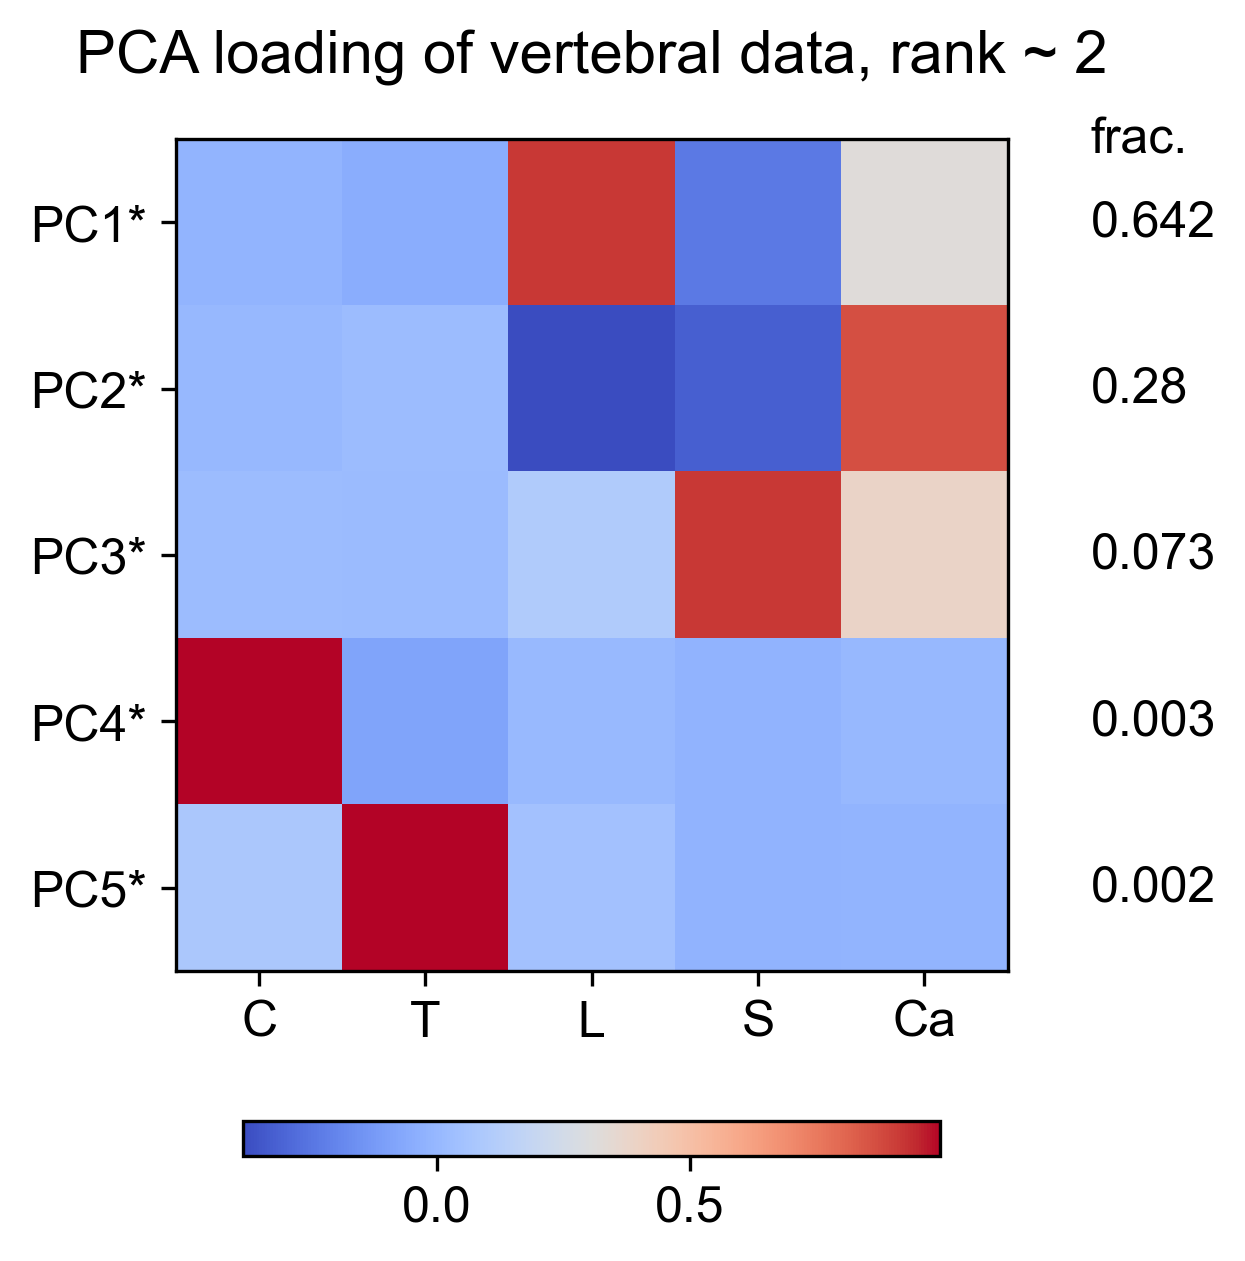 PCA loading of vertebral data, rank ~ 2
frac.
PC1* 0.642
PC2* 0.28
PC3* 0.073
PC4* 0.003
PC5* 0.002
C T L S Ca
0.0 0.5